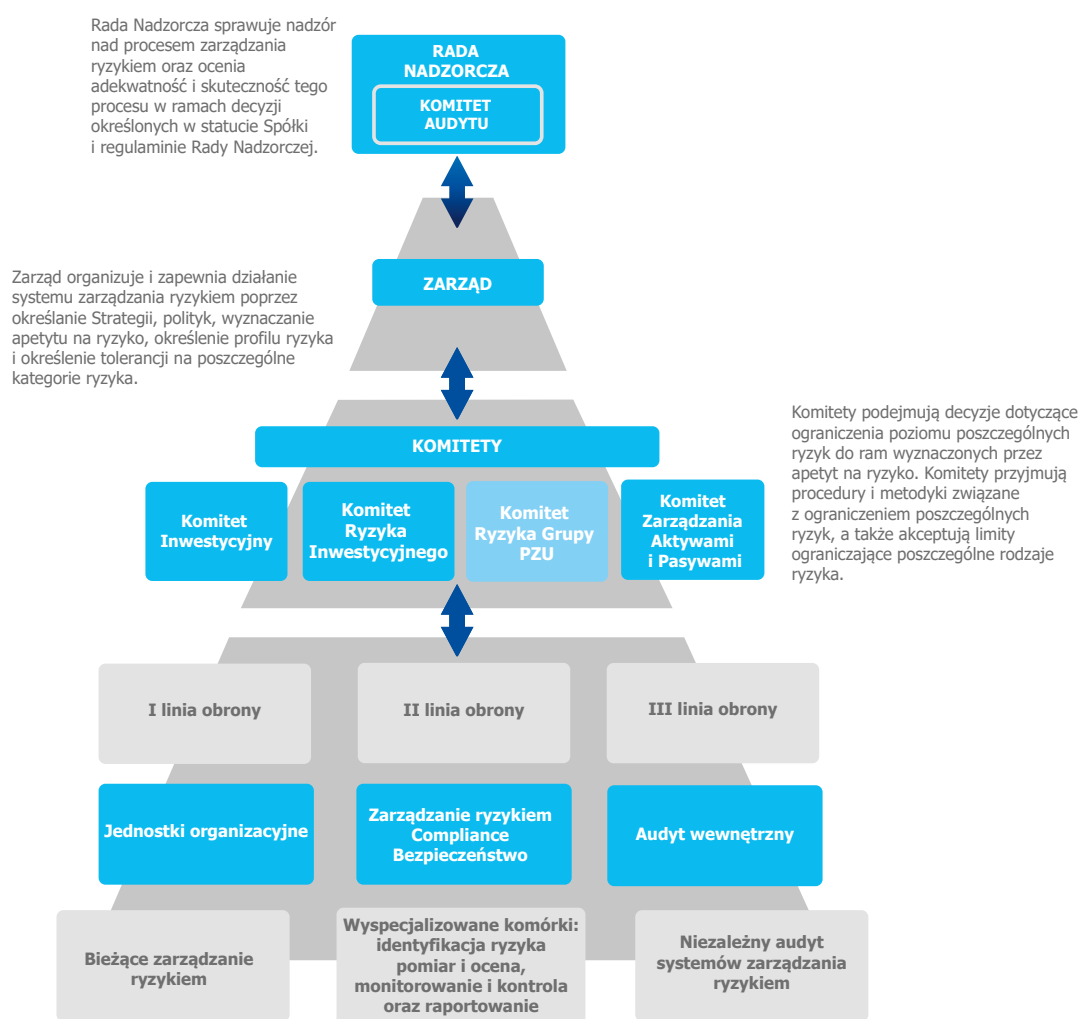 Rada Nadzorcza sprawuje nadzór
nad procesem zarządzania
ryzykiem oraz ocenia
adekwatność i skuteczność tego
procesu w ramach decyzji
określonych w statucie Spółki
i regulaminie Rady Nadzorczej.
RADA
NADZORCZA
KOMITET
AUDYTU
Zarząd organizuje i zapewnia działanie
systemu zarządzania ryzykiem poprzez
określanie Strategii, polityk, wyznaczanie
apetytu na ryzyko, określenie profilu ryzyka
i określenie tolerancji na poszczególne
kategorie ryzyka.
ZARZĄD
Komitety podejmują decyzje dotyczące
ograniczenia poziomu poszczególnych
ryzyk do ram wyznaczonych przez
apetyt na ryzyko. Komitety przyjmują
procedury i metodyki związane
z ograniczeniem poszczególnych
ryzyk, a także akceptują limity
ograniczające poszczególne rodzaje
ryzyka.
KOMITETY
Komitet
Inwestycyjny
Komitet
Ryzyka
Inwestycyjnego
Komitet
Ryzyka Grupy
PZU
Komitet
Zarządzania
Aktywami
i Pasywami
I linia obrony
II linia obrony
III linia obrony
Jednostki organizacyjne
Zarządzanie ryzykiem
Compliance
Bezpieczeństwo
Audyt wewnętrzny
Bieżące zarządzanie
ryzykiem
Wyspecjalizowane komórki:
identyfikacja ryzyka
pomiar i ocena,
monitorowanie i kontrola
oraz raportowanie
Niezależny audyt
systemów zarządzania
ryzykiem